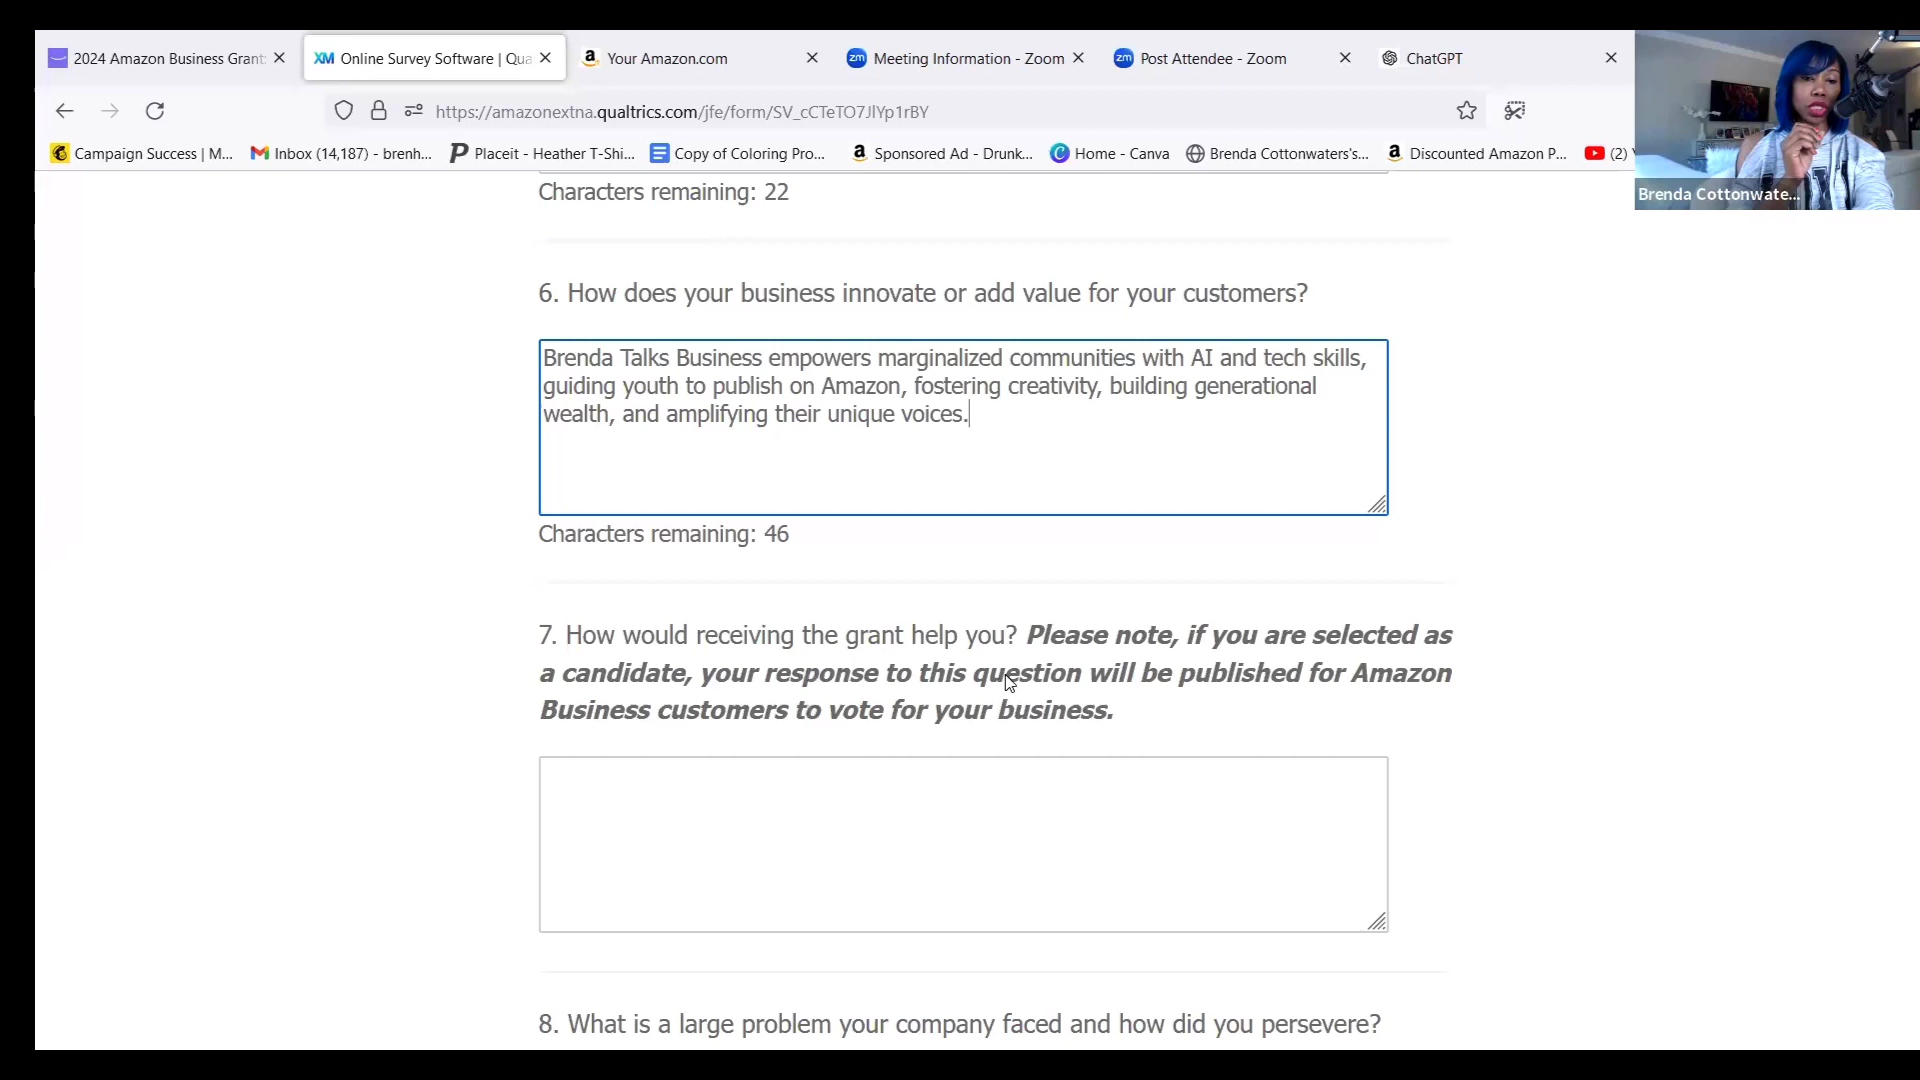 2024 Amazon Business Grant
XM Online Survey Software | Qua
Your Amazon.com
zm Meeting Information - Zoom
zm Post Attendee - Zoom
ChatGPT
https://amazonextna.qualtrics.com/jfe/form/SV_cCTeTO7JlYp1rBY
Campaign Success | M...
Inbox (14,187) - brenh...
Placeit - Heather T-Shi...
Copy of Coloring Pro...
Sponsored Ad - Drunk...
Home - Canva
Brenda Cottonwaters's...
Discounted Amazon P...
(2)
Brenda Cottonwate...
Characters remaining: 22
6. How does your business innovate or add value for your customers?
Brenda Talks Business empowers marginalized communities with AI and tech skills,
guiding youth to publish on Amazon, fostering creativity, building generational
wealth, and amplifying their unique voices.
Characters remaining: 46
7. How would receiving the grant help you? Please note, if you are selected as
a candidate, your response to this question will be published for Amazon
Business customers to vote for your business.
8. What is a large problem your company faced and how did you persevere?